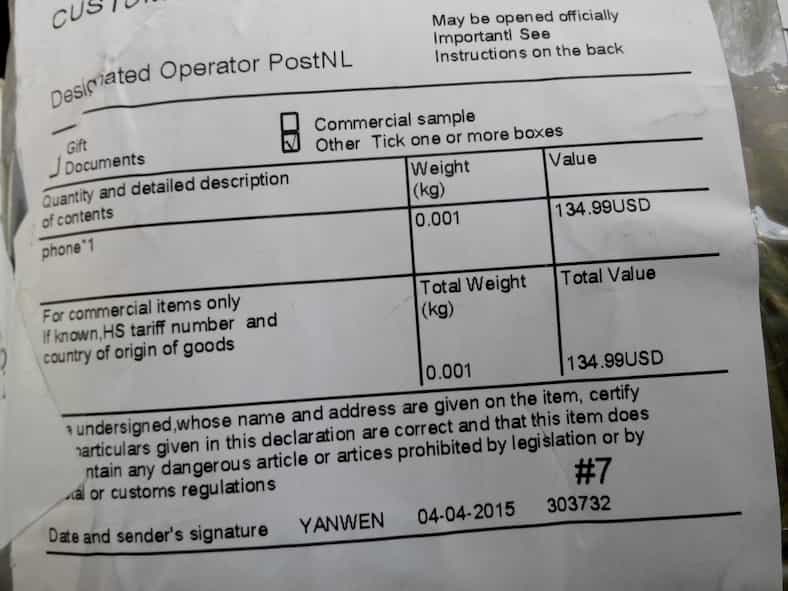 CUSTOM
May be opened officially
Important! See
Instructions on the back
Designated Operator PostNL
Gift
Documents
Commercial sample
Other Tick one or more boxes
Quantity and detailed description
of contents
Weight
(kg)
Value
phone*1
0.001
134.99USD
For commercial items only
If known,HS tariff number and
country of origin of goods
Total Weight
(kg)
Total Value
0.001
134.99USD
undersigned,whose name and address are given on the item, certify
particulars given in this declaration are correct and that this item does
ntain any dangerous article or artices prohibited by legislation or by
or customs regulations
#7
Date and sender's signature YANWEN 04-04-2015 303732